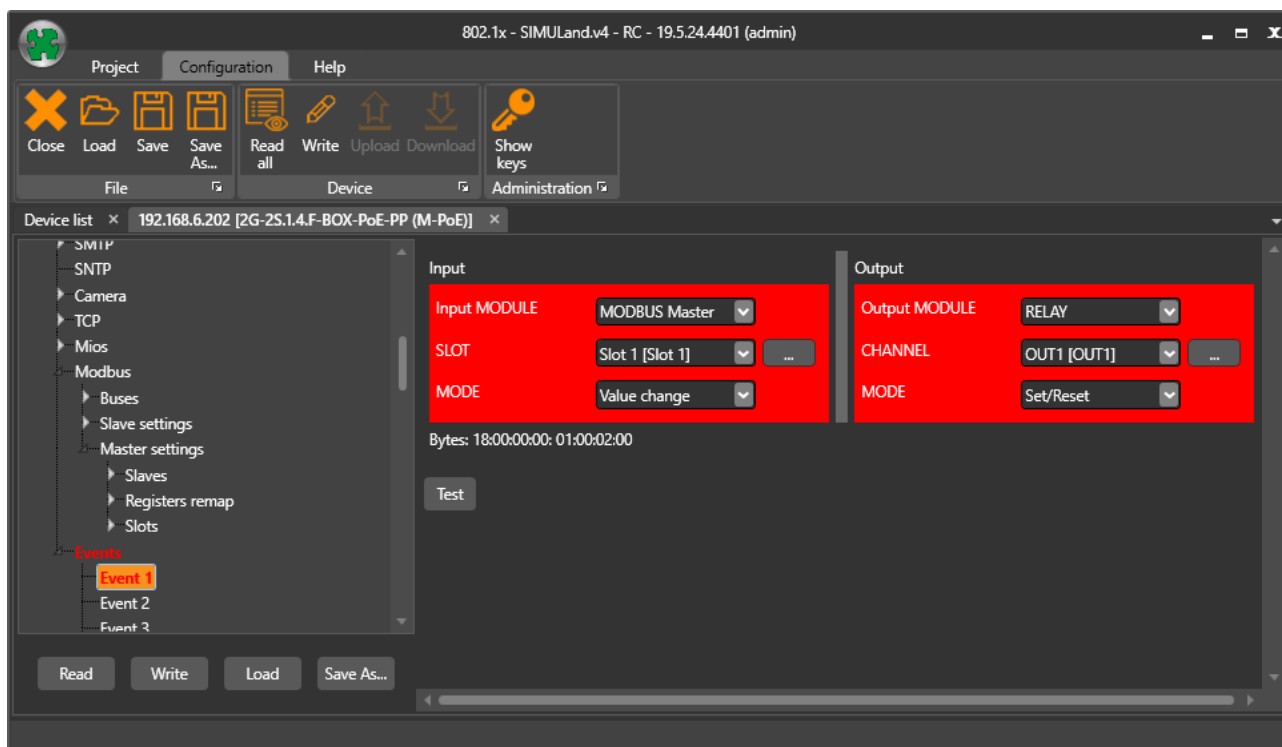 802.1x - SIMULand.v4 - RC - 19.5.24.4401 (admin)
Project Configuration Help
Close Load Save Save As... Read all Write Upload Download Show keys
File Device Administration
Device list × 192.168.6.202 [2G-2S.1.4.F-BOX-PoE-PP (M-PoE)] ×
SMTP
SNTP
Camera
TCP
Mios
Modbus
Buses
Slave settings
Master settings
Slaves
Registers remap
Slots
Events
Event 1
Event 2
Event 3
Read Write Load Save As...
Input
Input MODULE MODBUS Master
SLOT Slot 1 [Slot 1] ...
MODE Value change
Bytes: 18:00:00:00: 01:00:02:00
Test
Output
Output MODULE RELAY
CHANNEL OUT1 [OUT1] ...
MODE Set/Reset